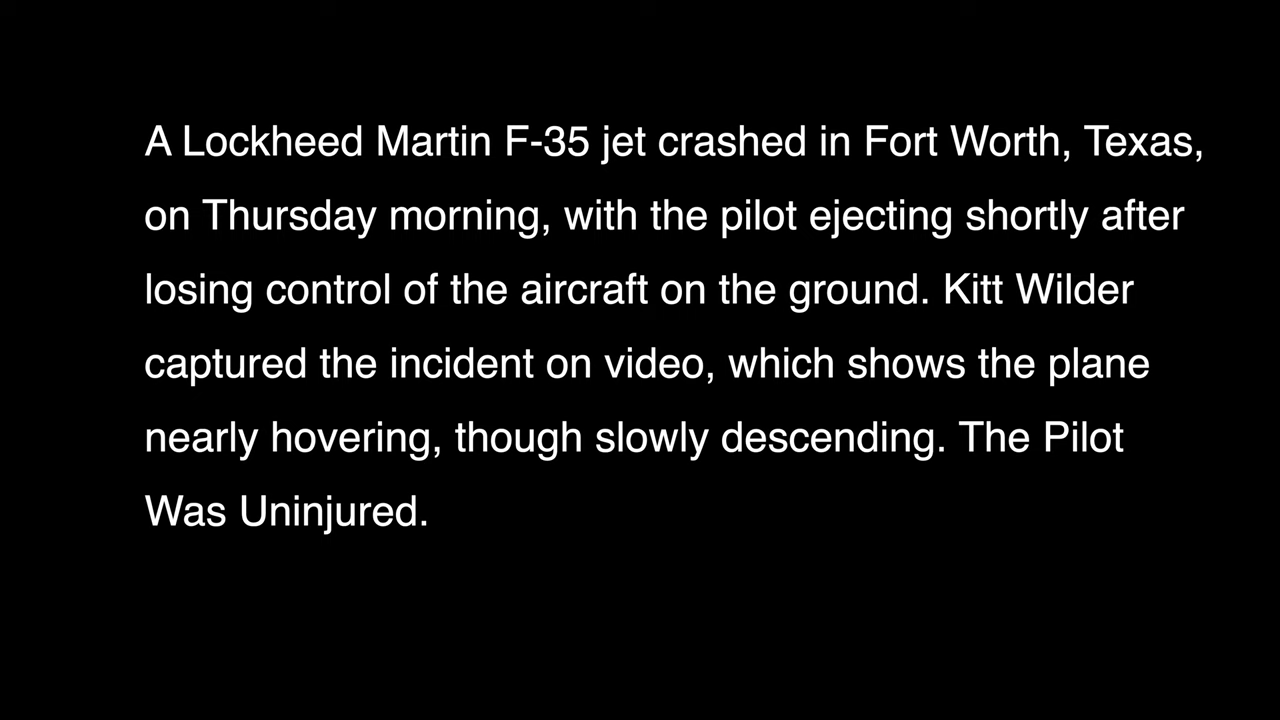 A Lockheed Martin F-35 jet crashed in Fort Worth, Texas,
on Thursday morning, with the pilot ejecting shortly after
losing control of the aircraft on the ground. Kitt Wilder
captured the incident on video, which shows the plane
nearly hovering, though slowly descending. The Pilot
Was Uninjured.